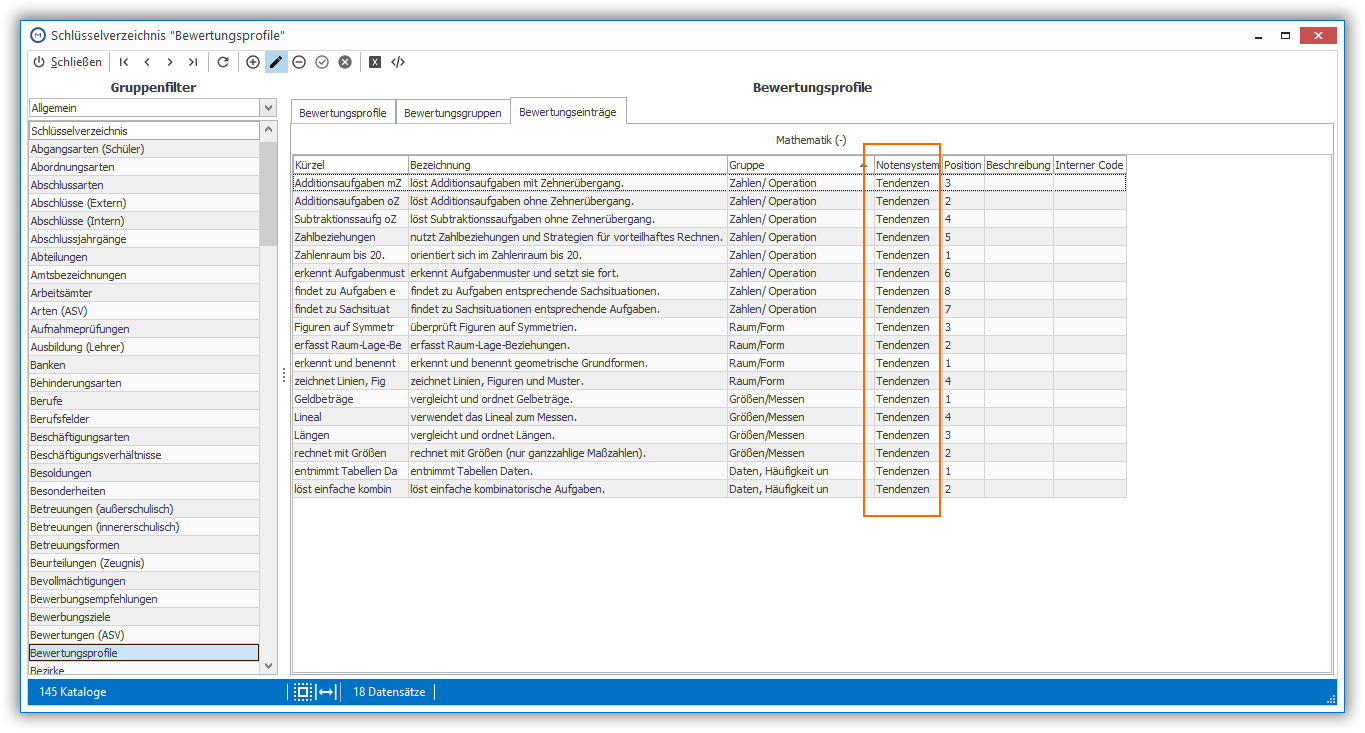 Schlüsselverzeichnis "Bewertungsprofile"
Schließen
Gruppenfilter
Allgemein
Schlüsselverzeichnis
Abgangsarten (Schüler)
Abordnungsarten
Abschlussarten
Abschlüsse (Extern)
Abschlüsse (Intern)
Abschlussjahrgänge
Abteilungen
Amtsbezeichnungen
Arbeitsämter
Arten (ASV)
Aufnahmeprüfungen
Ausbildung (Lehrer)
Banken
Behinderungsarten
Berufe
Berufsfelder
Beschäftigungsarten
Beschäftigungsverhältnisse
Besoldungen
Besonderheiten
Betreuungen (außerschulisch)
Betreuungen (innererschulisch)
Betreuungsformen
Beurteilungen (Zeugnis)
Bevollmächtigungen
Bewerbungsempfehlungen
Bewerbungsziele
Bewertungen (ASV)
Bewertungsprofile
Bezirke
Bewertungsprofile
Bewertungsprofile Bewertungsgruppen Bewertungseinträge
Mathematik (-)
Kürzel Bezeichnung Gruppe Notensystem Position Beschreibung Interner Code
Additionsaufgaben mZ löst Additionsaufgaben mit Zehnerübergang. Zahlen/ Operation Tendenzen 3
Additionsaufgaben oZ löst Additionsaufgaben ohne Zehnerübergang. Zahlen/ Operation Tendenzen 2
Subtraktionssaufg oZ löst Subtraktionssaufgaben ohne Zehnerübergang. Zahlen/ Operation Tendenzen 4
Zahlbeziehungen nutzt Zahlbeziehungen und Strategien für vorteilhaftes Rechnen. Zahlen/ Operation Tendenzen 5
Zahlenraum bis 20. orientiert sich im Zahlenraum bis 20. Zahlen/ Operation Tendenzen 1
erkennt Aufgabenmust erkennt Aufgabenmuster und setzt sie fort. Zahlen/ Operation Tendenzen 6
findet zu Aufgaben e findet zu Aufgaben entsprechende Sachsituationen. Zahlen/ Operation Tendenzen 8
findet zu Sachsituat findet zu Sachsituationen entsprechende Aufgaben. Zahlen/ Operation Tendenzen 7
Figuren auf Symmetr überprüft Figuren auf Symmetrien. Raum/Form Tendenzen 3
erfasst Raum-Lage-Be erfasst Raum-Lage-Beziehungen. Raum/Form Tendenzen 2
erkennt und benennt erkennt und benennt geometrische Grundformen. Raum/Form Tendenzen 1
zeichnet Linien, Fig zeichnet Linien, Figuren und Muster. Raum/Form Tendenzen 4
Geldbeträge vergleicht und ordnet Gelbeträge. Größen/Messen Tendenzen 1
Lineal verwendet das Lineal zum Messen. Größen/Messen Tendenzen 4
Längen vergleicht und ordnet Längen. Größen/Messen Tendenzen 3
rechnet mit Größen rechnet mit Größen (nur ganzzahlige Maßzahlen). Größen/Messen Tendenzen 2
entnimmt Tabellen Da entnimmt Tabellen Daten. Daten, Häufigkeit un Tendenzen 1
löst einfache kombin löst einfache kombinatorische Aufgaben. Daten, Häufigkeit un Tendenzen 2
145 Kataloge 18 Datensätze